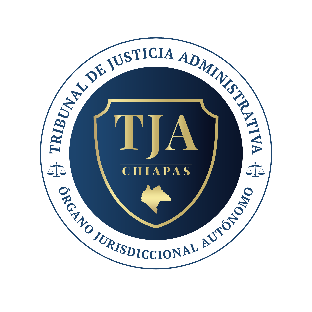 TRIBUNAL DE JUSTICIA ADMINISTRATIVA
TJA
CHIAPAS
ÓRGANO JURISDICCIONAL AUTÓNOMO